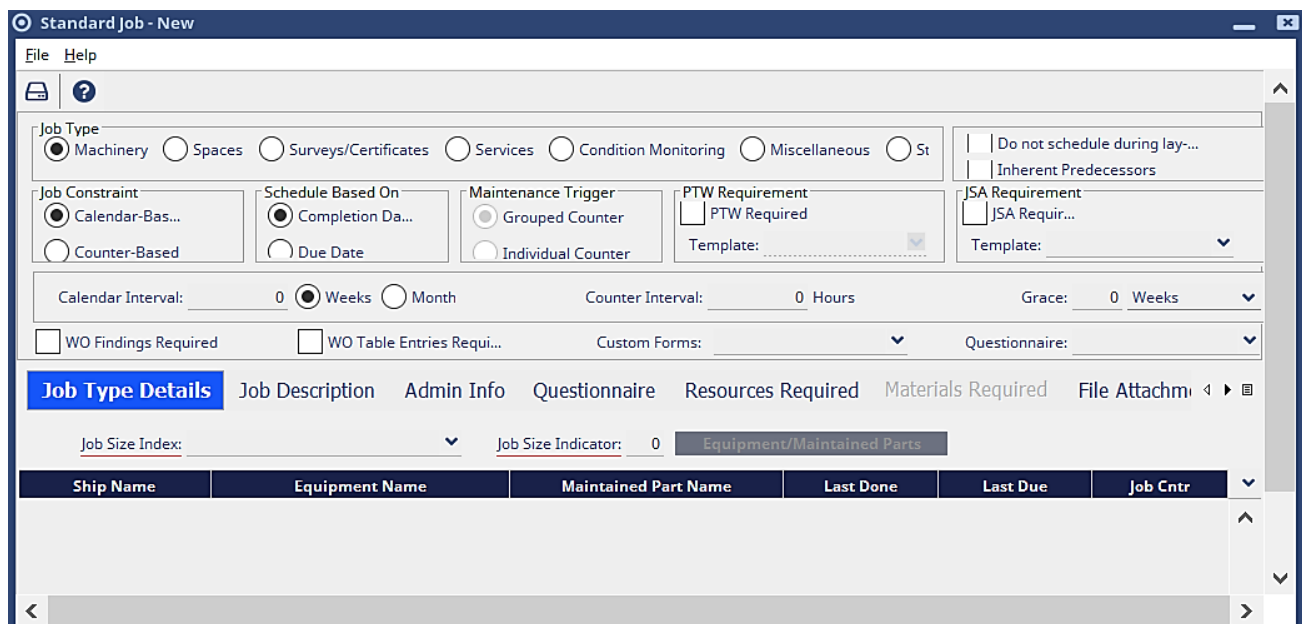 Standard Job - New
File Help
Job Type
Machinery Spaces Surveys/Certificates Services Condition Monitoring Miscellaneous St
Do not schedule during lay-...
Inherent Predecessors
Job Constraint
Calendar-Bas...
Counter-Based
Schedule Based On
Completion Da...
Due Date
Maintenance Trigger
Grouped Counter
Individual Counter
PTW Requirement
PTW Required
Template:
JSA Requirement
JSA Requir...
Template:
Calendar Interval: 0 Weeks Month Counter Interval: 0 Hours Grace: 0 Weeks
WO Findings Required WO Table Entries Requi... Custom Forms: Questionnaire:
Job Type Details Job Description Admin Info Questionnaire Resources Required Materials Required File Attachm
Job Size Index: Job Size Indicator: 0 Equipment/Maintained Parts
Ship Name Equipment Name Maintained Part Name Last Done Last Due Job Cntr